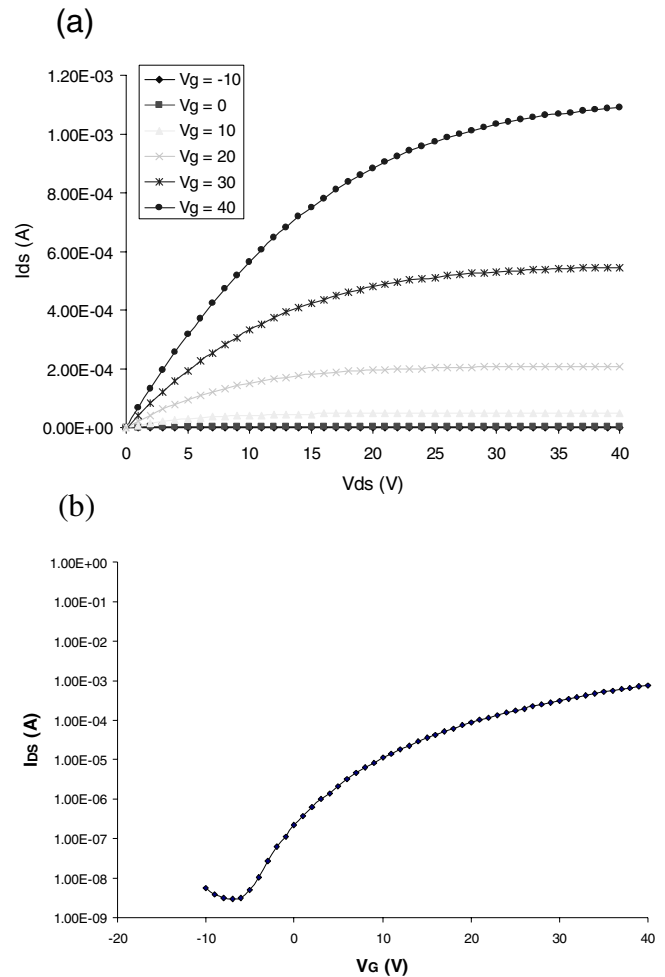 (a)
1.20E-03
1.00E-03
8.00E-04
6.00E-04
4.00E-04
2.00E-04
0.00E+00
Ids (A)
Vg = -10
Vg = 0
Vg = 10
Vg = 20
Vg = 30
Vg = 40
0 5 10 15 20 25 30 35 40
Vds (V)
(b)
1.00E+00
1.00E-01
1.00E-02
1.00E-03
1.00E-04
1.00E-05
1.00E-06
1.00E-07
1.00E-08
1.00E-09
IDS (A)
-20 -10 0 10 20 30 40
VG (V)